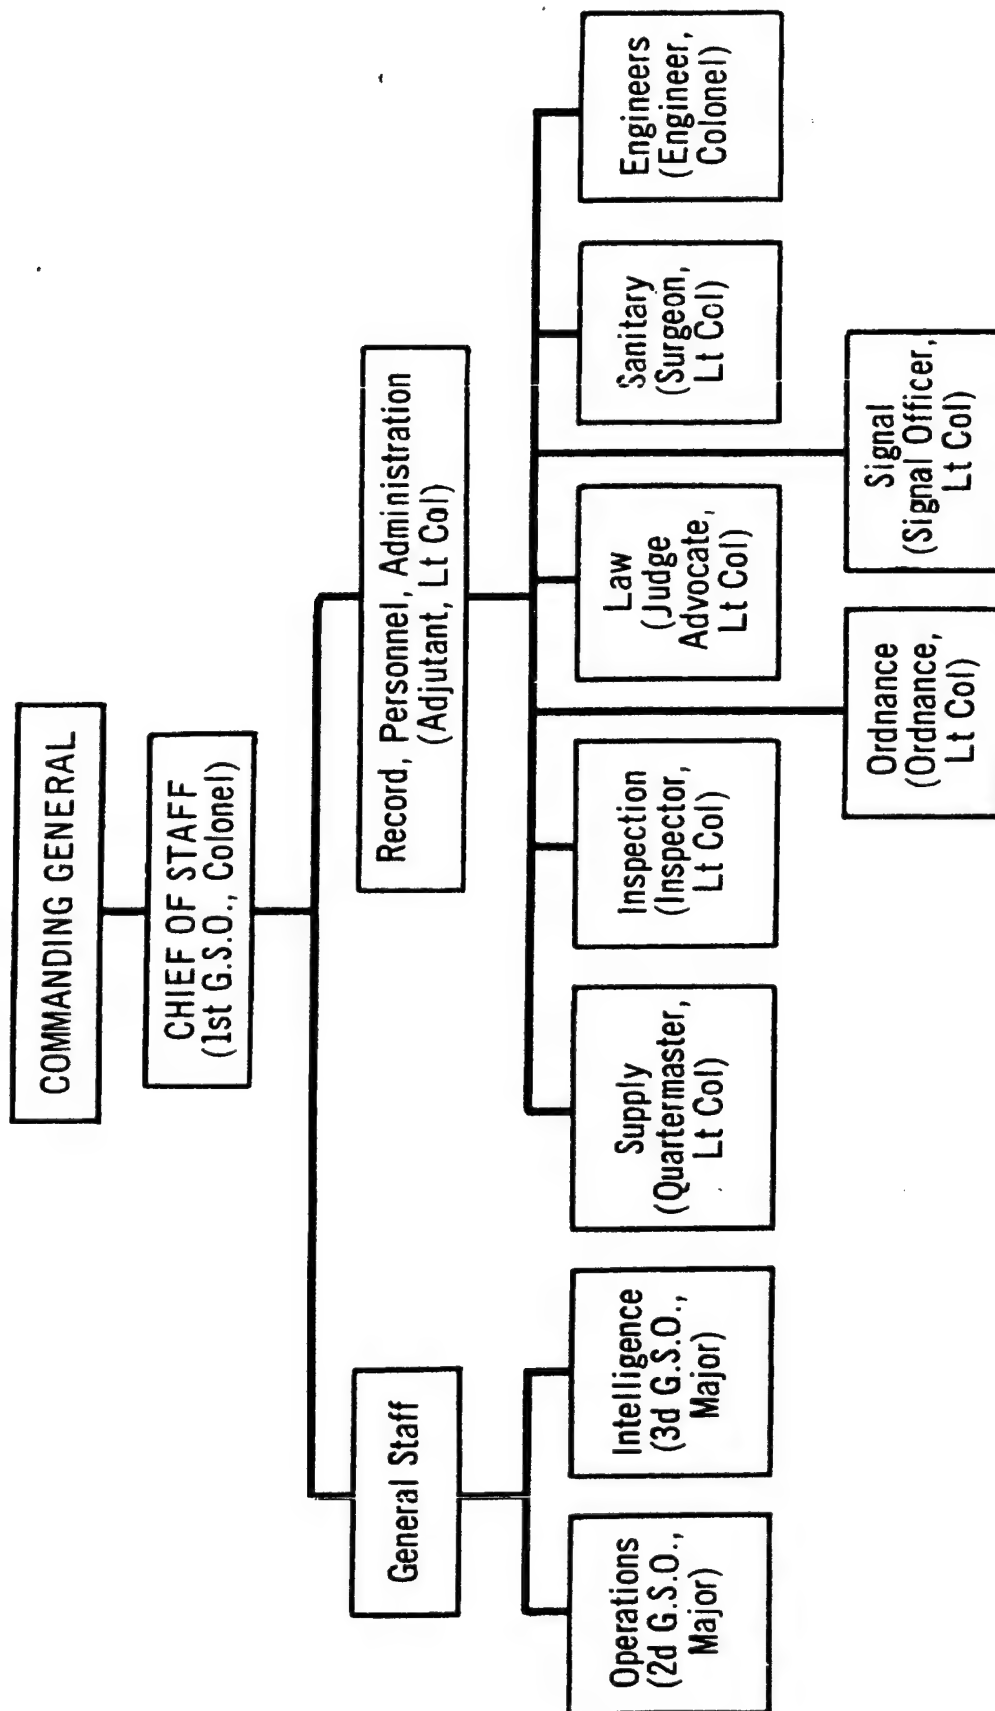 COMMANDING GENERAL
CHIEF OF STAFF
(1st G.S.O., Colonel)
General Staff
Record, Personnel, Administration
(Adjutant, Lt Col)
Operations
(2d G.S.O.,
Major)
Intelligence
(3d G.S.O.,
Major)
Supply
(Quartermaster,
Lt Col)
Inspection
(Inspector,
Lt Col)
Law
(Judge
Advocate,
Lt Col)
Sanitary
(Surgeon,
Lt Col)
Engineers
(Engineer,
Colonel)
Ordnance
(Ordnance,
Lt Col)
Signal
(Signal Officer,
Lt Col)